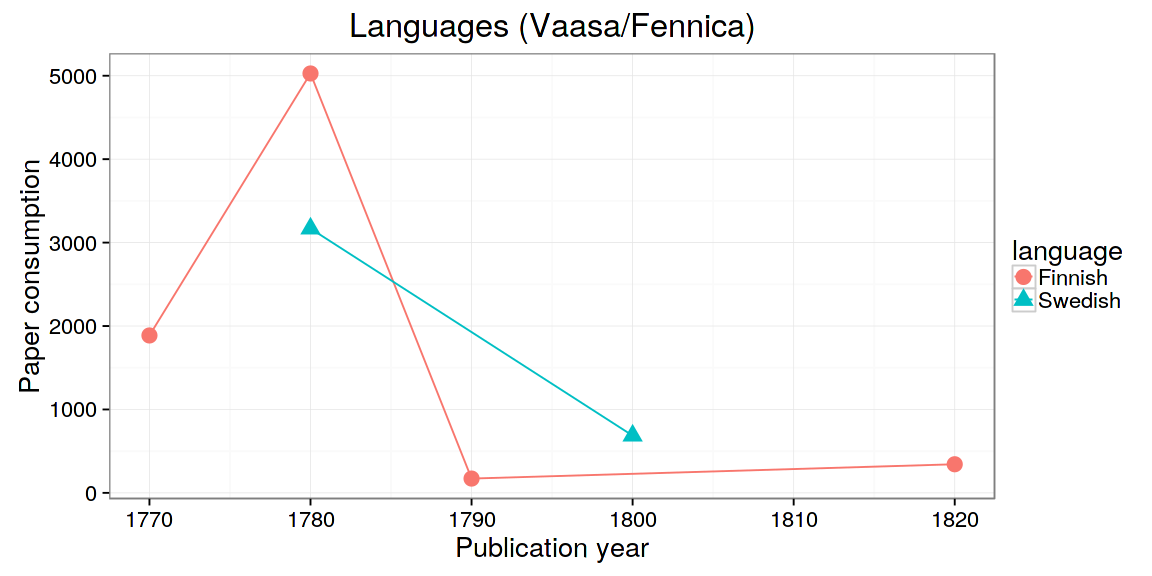 Languages (Vaasa/Fennica)
Paper consumption
5000
4000
3000
2000
1000
0
1770 1780 1790 1800 1810 1820
Publication year
language
Finnish
Swedish